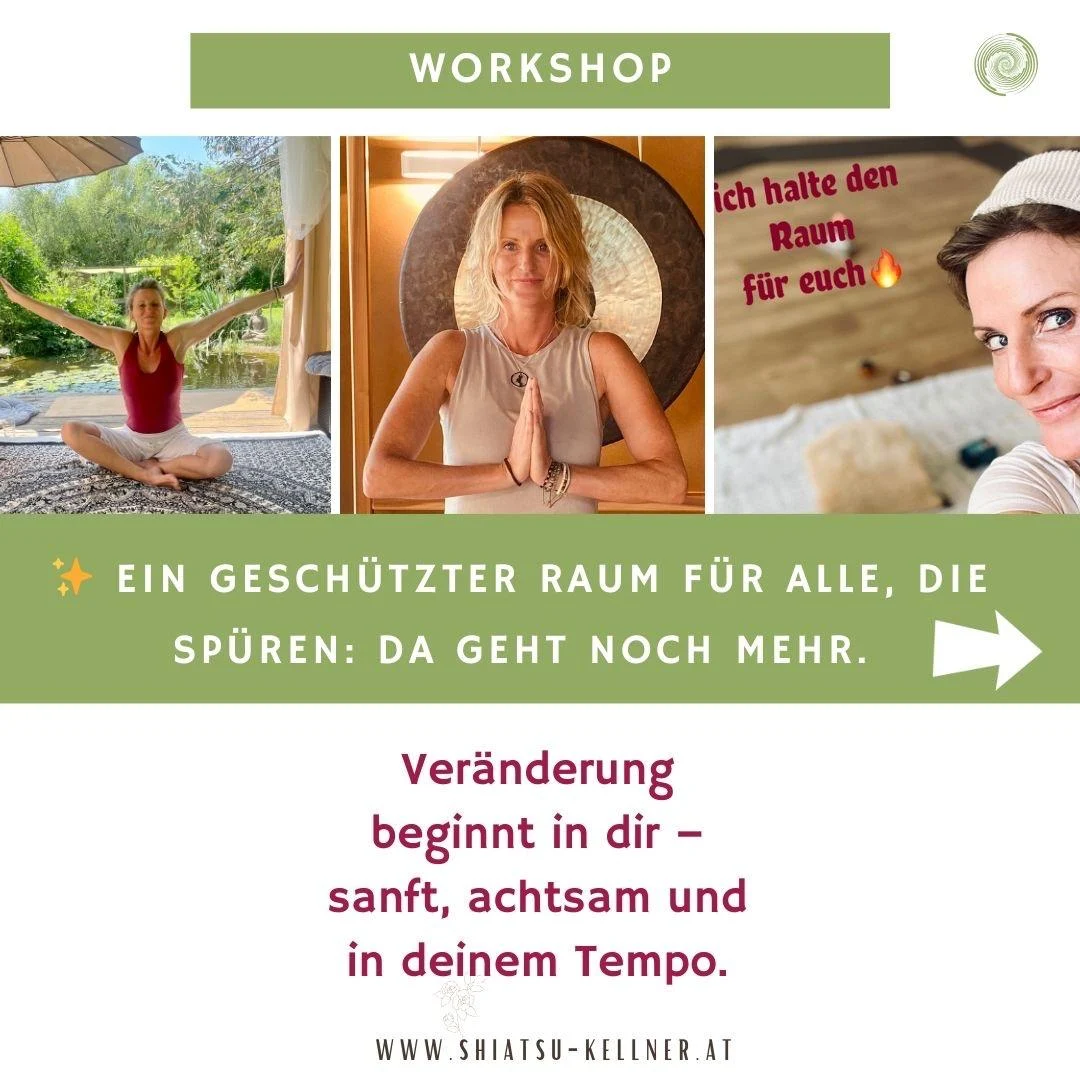 WORKSHOP
ich halte den
Raum
für euch🔥
✨ EIN GESCHÜTZTER RAUM FÜR ALLE, DIE
SPÜREN: DA GEHT NOCH MEHR.
Veränderung
beginnt in dir –
sanft, achtsam und
in deinem Tempo.
WWW.SHIATSU-KELLNER.AT